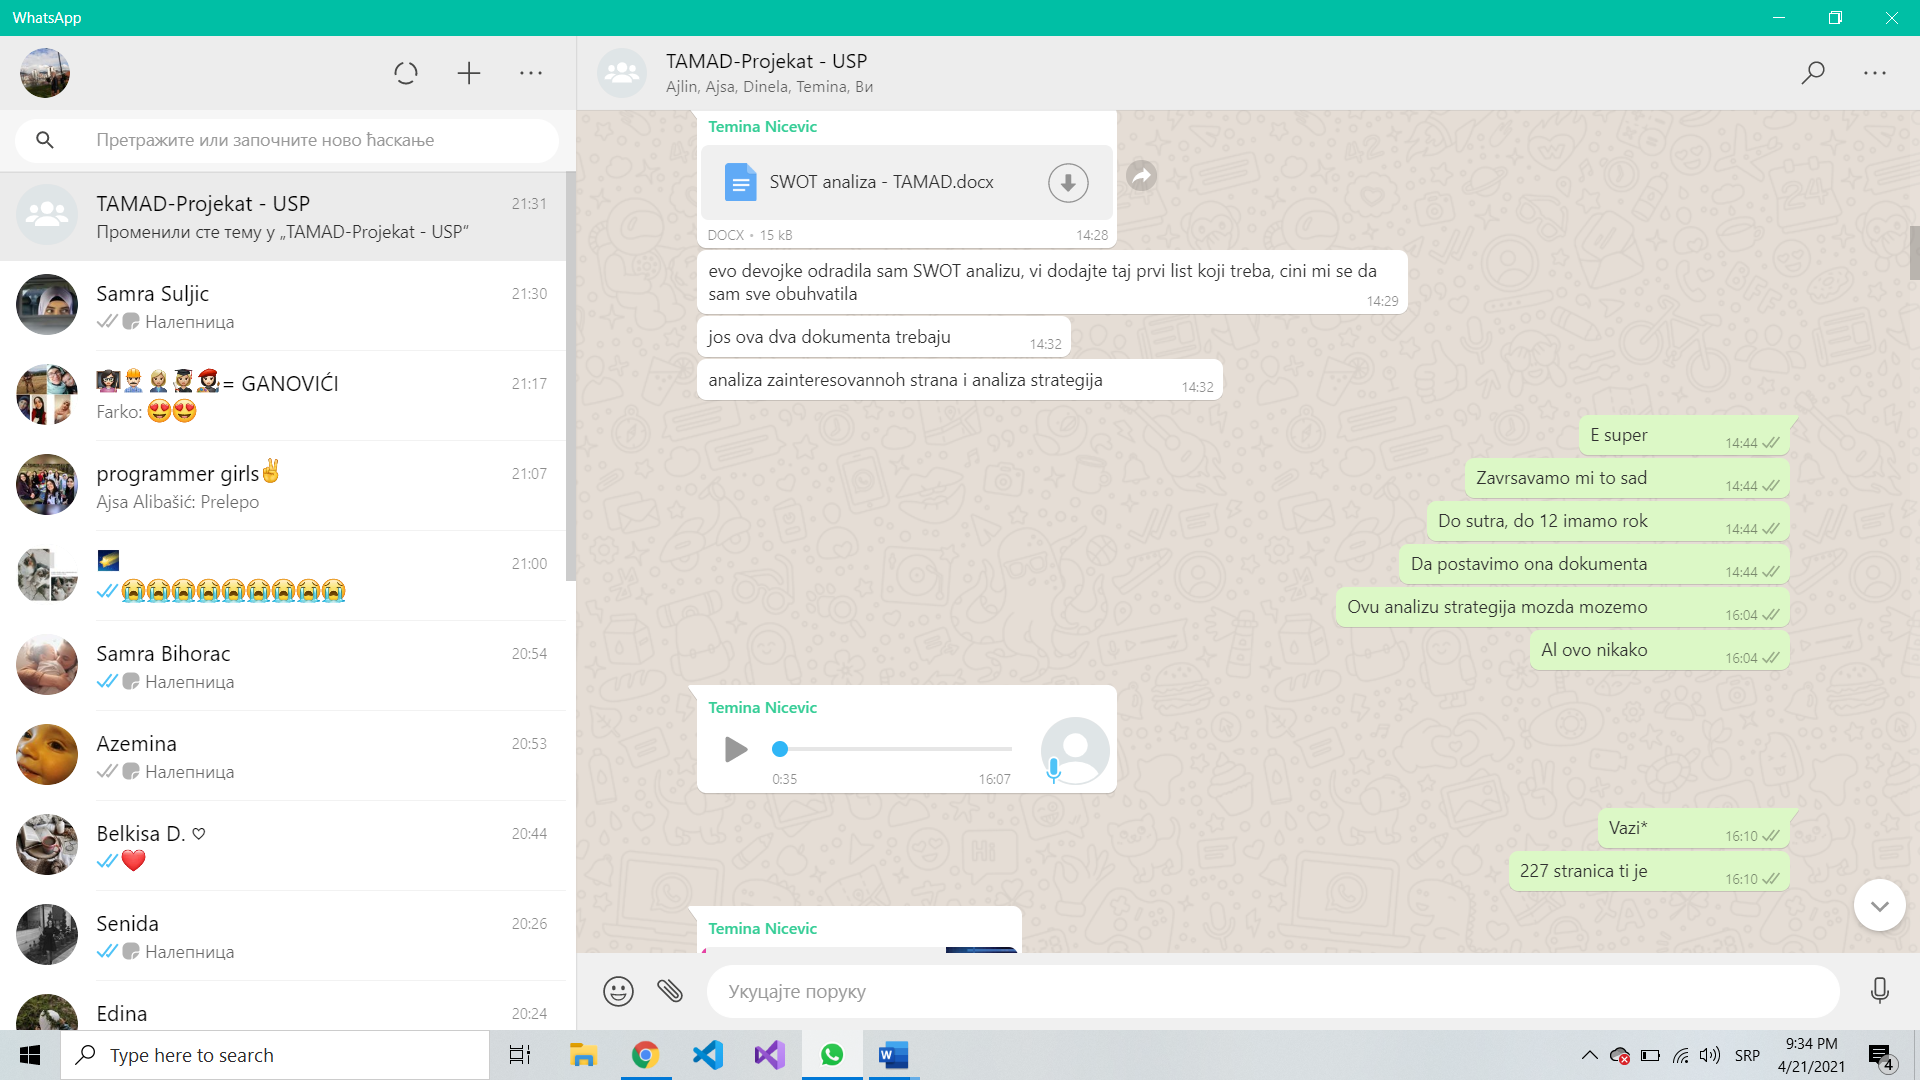 WhatsApp
Претражите или започните ново ћаскање
TAMAD-Projekat - USP
21:31
Променили сте тему у „TAMAD-Projekat - USP“
Samra Suljic
21:30
Налепница
= GANOVIĆI
21:17
Farko: 😍😍
programmer girls✌
21:07
Ajsa Alibašić: Prelepo
21:00
😭😭😭😭😭😭😭😭😭
Samra Bihorac
20:54
Налепница
Azemina
20:53
Налепница
Belkisa D. ♡
20:44
❤
Senida
20:26
Налепница
Edina
20:24
TAMAD-Projekat - USP
Ajlin, Ajsa, Dinela, Temina, Ви
Temina Nicevic
SWOT analiza - TAMAD.docx
DOCX • 15 kB
14:28
evo devojke odradila sam SWOT analizu, vi dodajte taj prvi list koji treba, cini mi se da
sam sve obuhvatila
14:29
jos ova dva dokumenta trebaju
14:32
analiza zainteresovannoh strana i analiza strategija
14:32
E super
14:44
Zavrsavamo mi to sad
14:44
Do sutra, do 12 imamo rok
14:44
Da postavimo ona dokumenta
14:44
Ovu analizu strategija mozda mozemo
16:04
Al ovo nikako
16:04
Temina Nicevic
0:35
16:07
Vazi*
16:10
227 stranica ti je
16:10
Temina Nicevic
Укуцајте поруку
Type here to search
SRP
9:34 PM
4/21/2021
4